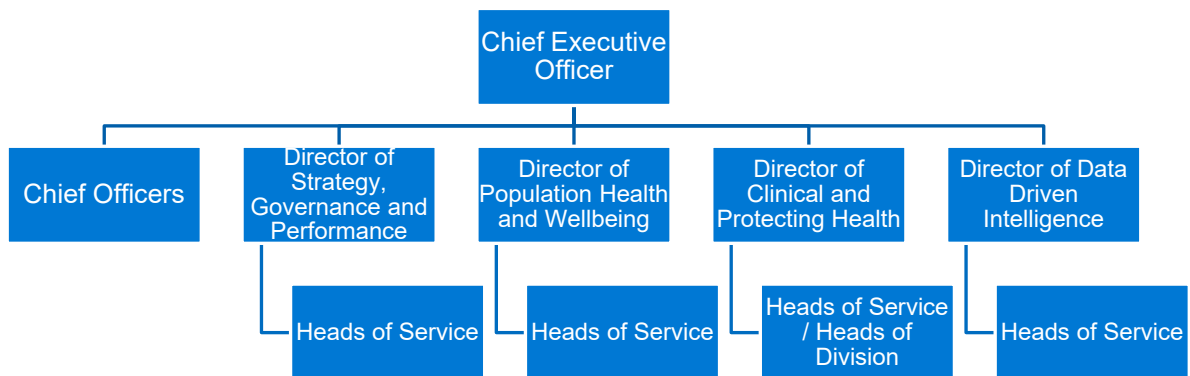 Chief Executive
Officer
Chief Officers
Director of
Strategy,
Governance and
Performance
Director of
Population Health
and Wellbeing
Director of
Clinical and
Protecting Health
Director of Data
Driven
Intelligence
Heads of Service
Heads of Service
Heads of Service
/ Heads of
Division
Heads of Service